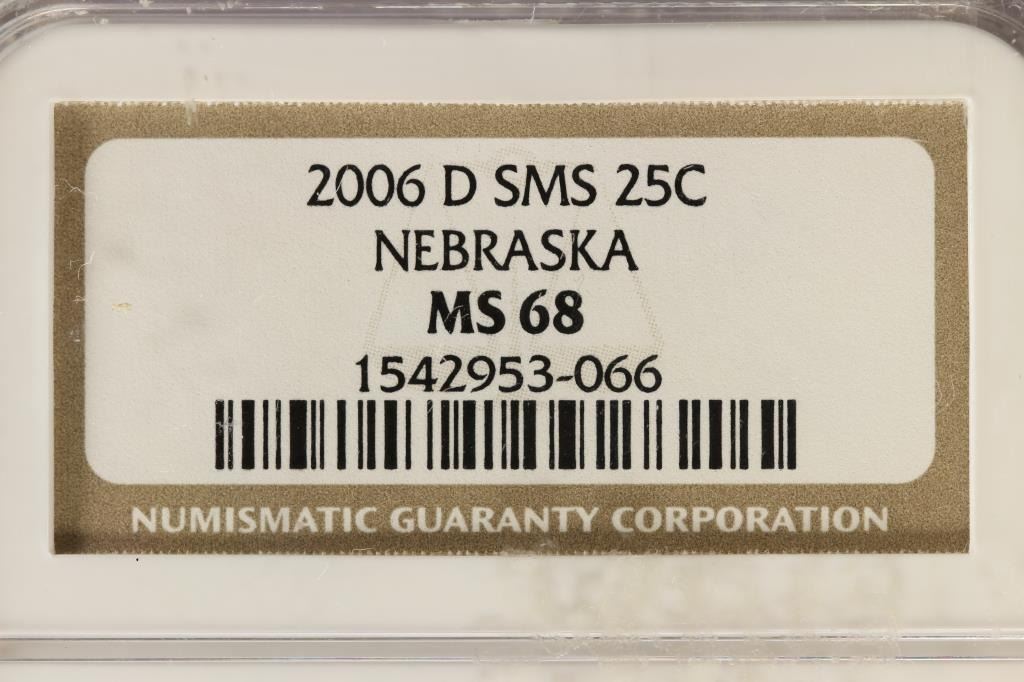 2006 D SMS 25C
NEBRASKA
MS 68
1542953-066
NUMISMATIC GUARANTY CORPORATION